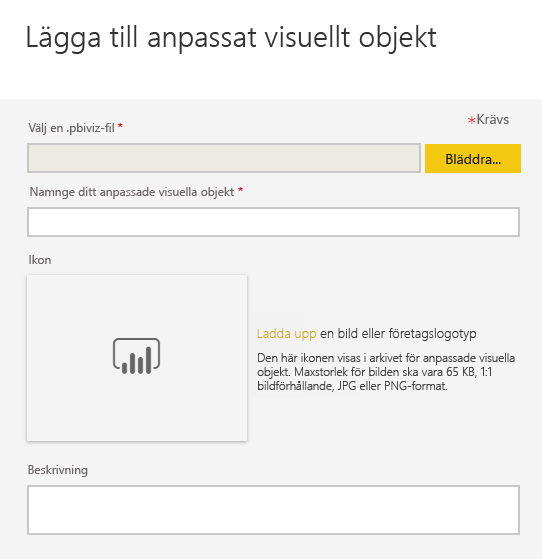 Lägga till anpassat visuellt objekt
*Krävs
Välj en .pbiviz-fil *
Bläddra...
Namnge ditt anpassade visuella objekt *
Ikon
Ladda upp en bild eller företagslogotyp
Den här ikonen visas i arkivet för anpassade visuella
objekt. Maxstorlek för bilden ska vara 65 KB, 1:1
bildförhållande, JPG eller PNG-format.
Beskrivning